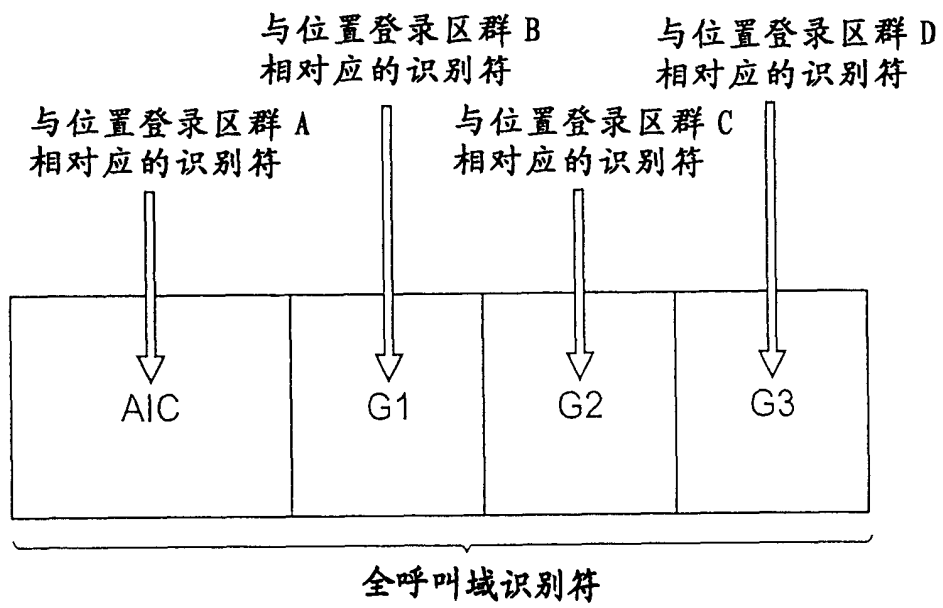 与位置登录区群 A
相对应的识别符
与位置登录区群 B
相对应的识别符
与位置登录区群 C
相对应的识别符
与位置登录区群 D
相对应的识别符
AIC
G1
G2
G3
全呼叫域识别符